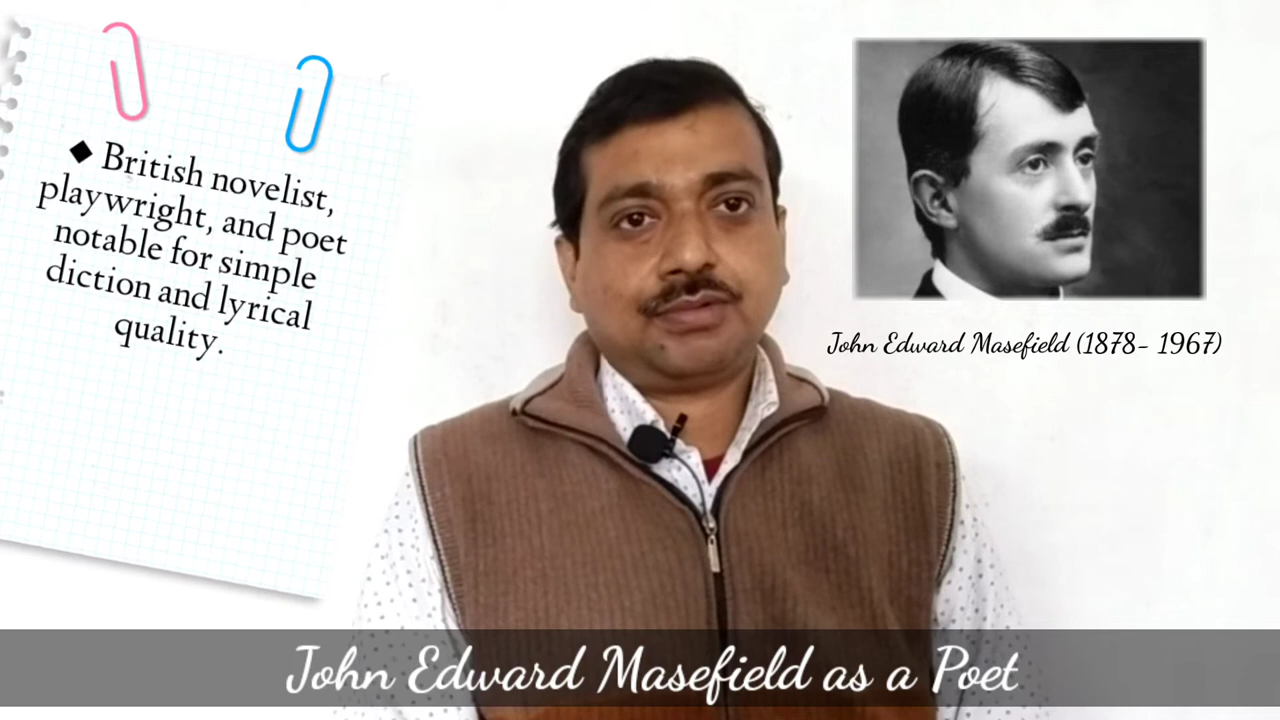 ◆ British novelist,
playwright, and poet
notable for simple
diction and lyrical
quality.
John Edward Masefield (1878- 1967)
John Edward Masefield as a Poet